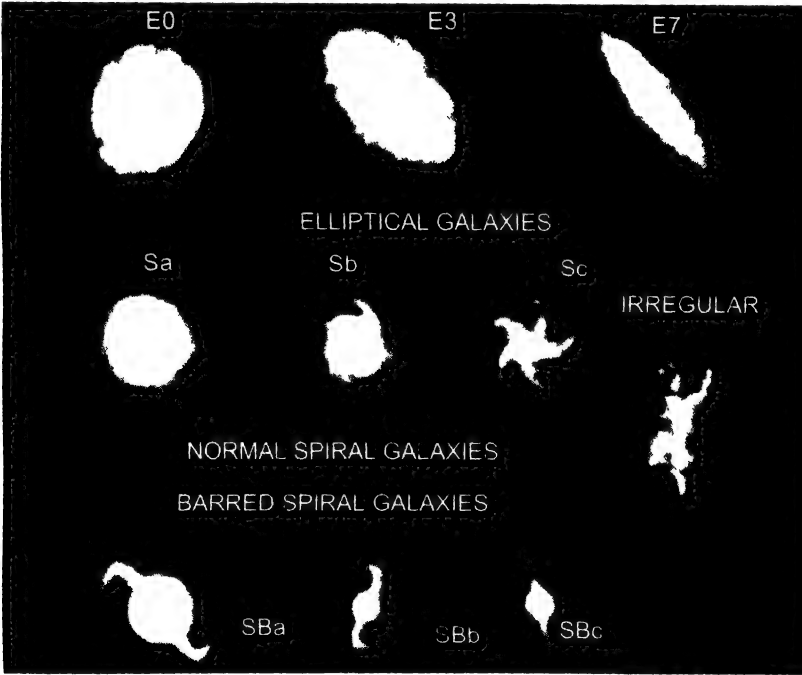 E0 E3 E7
ELLIPTICAL GALAXIES
Sa Sb Sc
IRREGULAR
NORMAL SPIRAL GALAXIES
BARRED SPIRAL GALAXIES
SBa SBb SBc